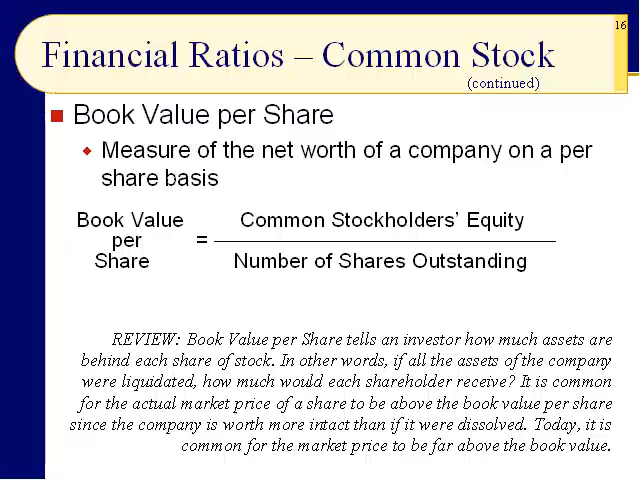 16
Financial Ratios – Common Stock
(continued)
Book Value per Share
Measure of the net worth of a company on a per
share basis
Book Value
per
Share
=
Common Stockholders' Equity
Number of Shares Outstanding
REVIEW: Book Value per Share tells an investor how much assets are
behind each share of stock. In other words, if all the assets of the company
were liquidated, how much would each shareholder receive? It is common
for the actual market price of a share to be above the book value per share
since the company is worth more intact than if it were dissolved. Today, it is
common for the market price to be far above the book value.